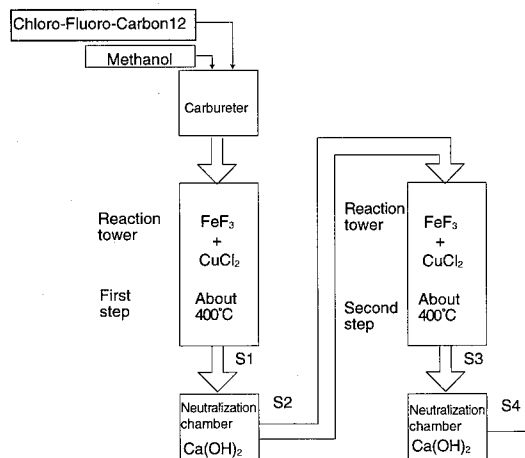 Chloro-Fluoro-Carbon12
Methanol
Carbureter
Reaction
tower
FeF₃
+
CuCl₂
First
step
About
400°C
S1
Neutralization
chamber
Ca(OH)₂
S2
Reaction
tower
FeF₃
+
CuCl₂
Second
step
About
400°C
S3
Neutralization
chamber
Ca(OH)₂
S4